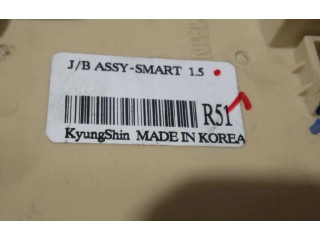 J/B ASSY-SMART 1.5
R51
KyungShin MADE IN KOREA